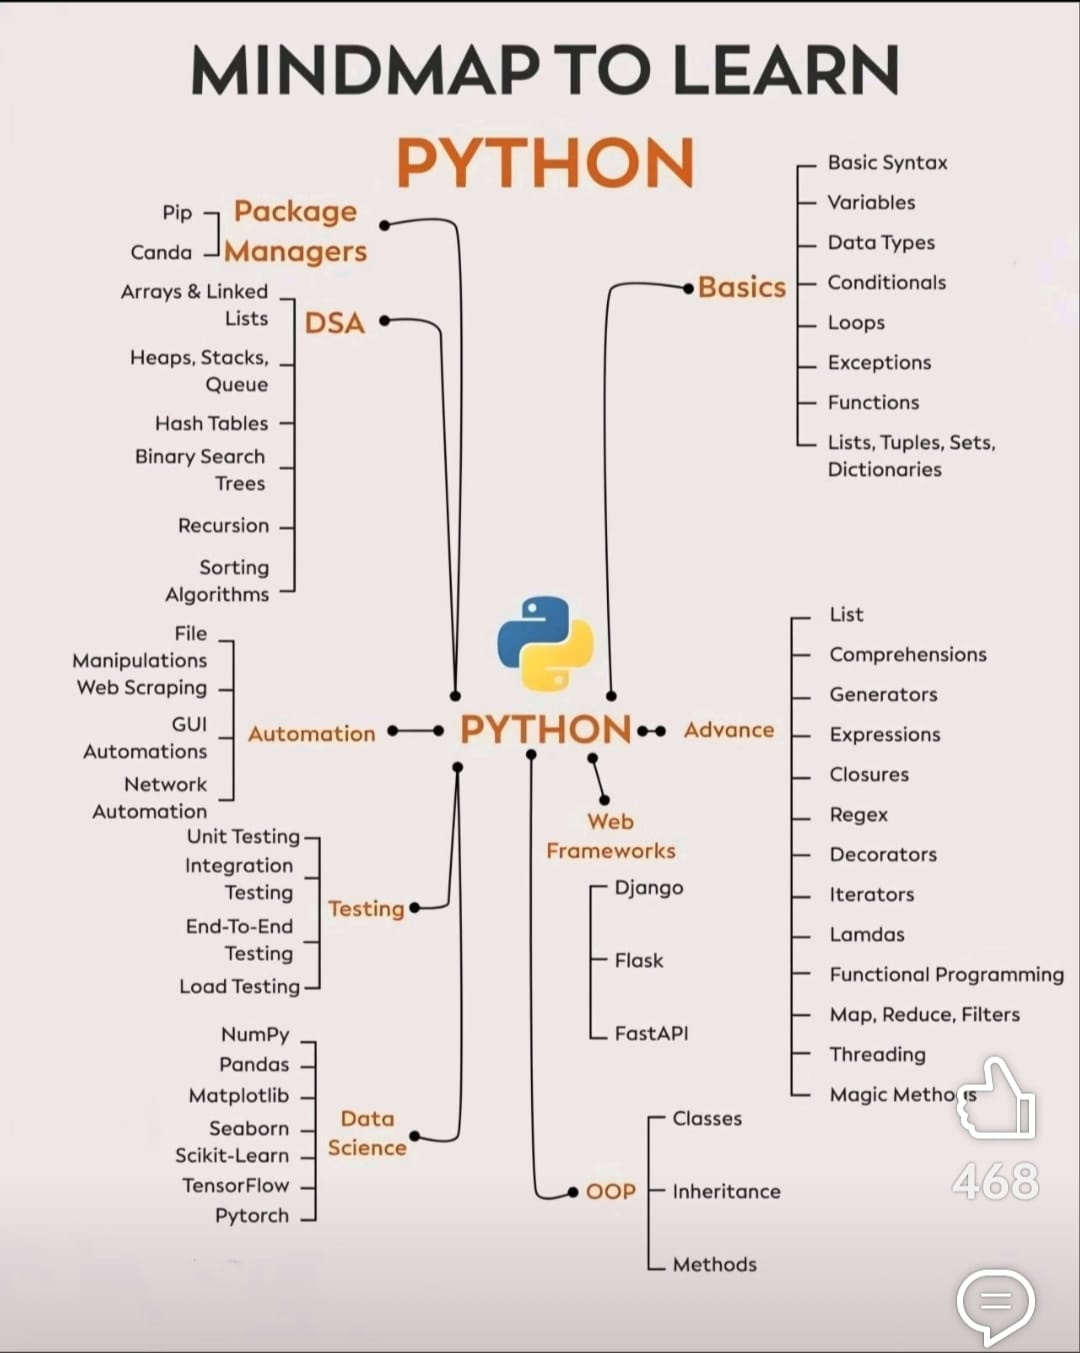 MINDMAP TO LEARN
PYTHON
Package
Managers
Pip
Canda
DSA
Arrays & Linked
Lists
Heaps, Stacks,
Queue
Hash Tables
Binary Search
Trees
Recursion
Sorting
Algorithms
Basics
Basic Syntax
Variables
Data Types
Conditionals
Loops
Exceptions
Functions
Lists, Tuples, Sets,
Dictionaries
PYTHON
Automation
File
Manipulations
Web Scraping
GUI
Automations
Network
Automation
Advance
List
Comprehensions
Generators
Expressions
Closures
Regex
Decorators
Iterators
Lamdas
Functional Programming
Map, Reduce, Filters
Threading
Magic Methods
Web
Frameworks
Django
Flask
FastAPI
Testing
Unit Testing
Integration
Testing
End-To-End
Testing
Load Testing
Data
Science
NumPy
Pandas
Matplotlib
Seaborn
Scikit-Learn
TensorFlow
Pytorch
OOP
Classes
Inheritance
Methods
468